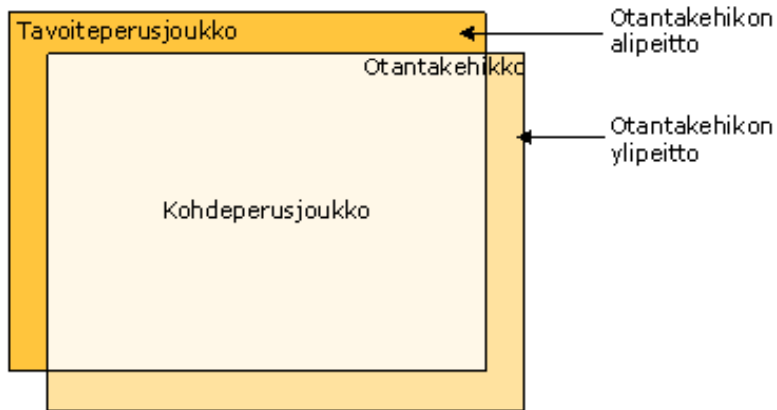 Tavoiteperusjoukko
Otantakehikon
alipeitto
Otantakehikko
Otantakehikon
ylipeitto
Kohdeperusjoukko